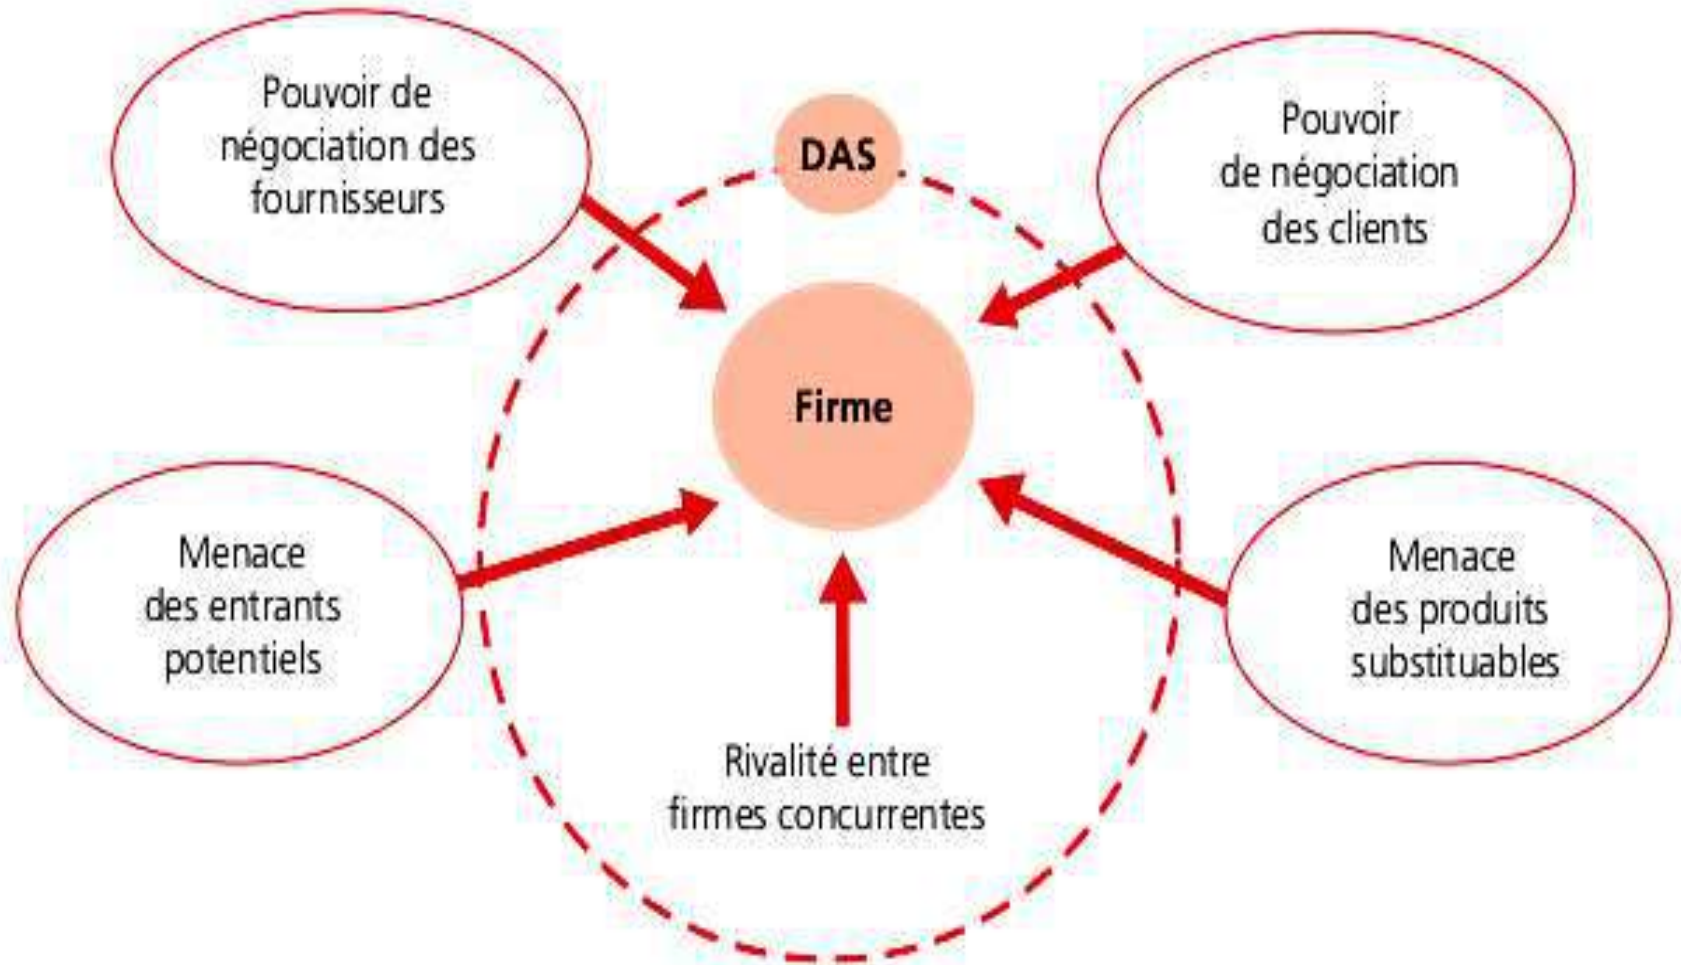 Pouvoir de
négociation des
fournisseurs
DAS
Pouvoir
de négociation
des clients
Firme
Menace
des entrants
potentiels
Menace
des produits
substituables
Rivalité entre
firmes concurrentes